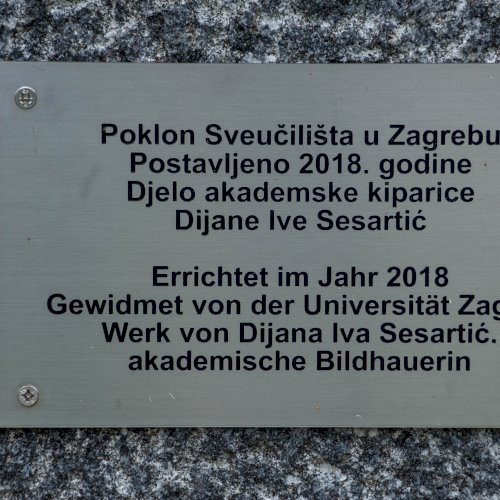 Poklon Sveučilišta u Zagrebu
Postavljeno 2018. godine
Djelo akademske kiparice
Dijane Ive Sesartić
Errichtet im Jahr 2018
Gewidmet von der Universität Zag
Werk von Dijana Iva Sesartić.
akademische Bildhauerin